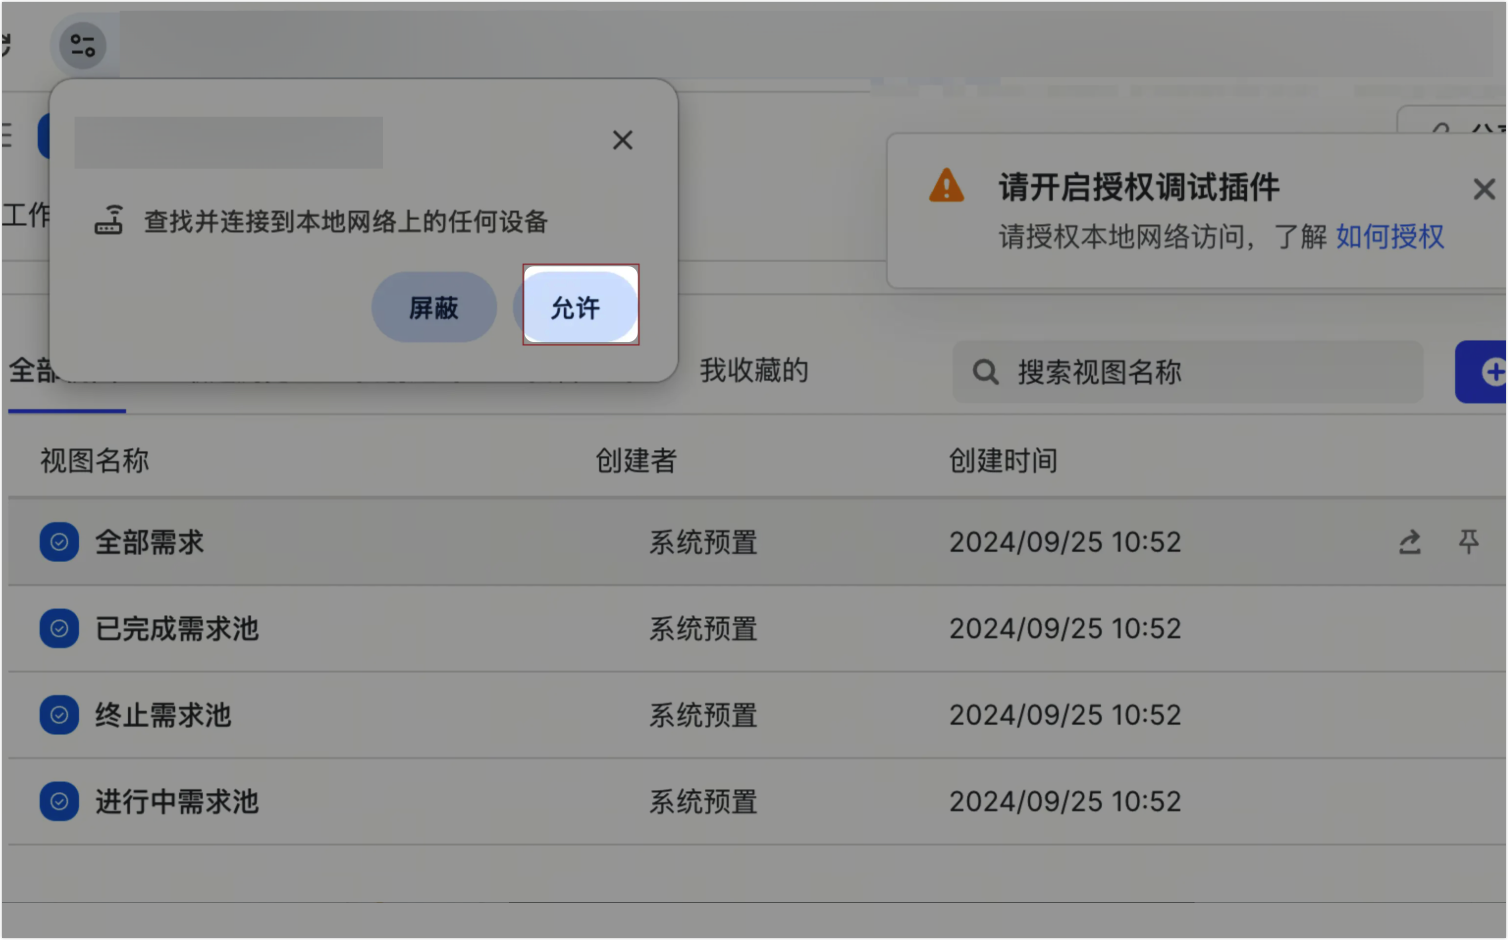 工作
查找并连接到本地网络上的任何设备
屏蔽
允许
请开启授权调试插件
请授权本地网络访问，了解 如何授权
全部
我收藏的
搜索视图名称
视图名称 创建者 创建时间
全部需求 系统预置 2024/09/25 10:52
已完成需求池 系统预置 2024/09/25 10:52
终止需求池 系统预置 2024/09/25 10:52
进行中需求池 系统预置 2024/09/25 10:52